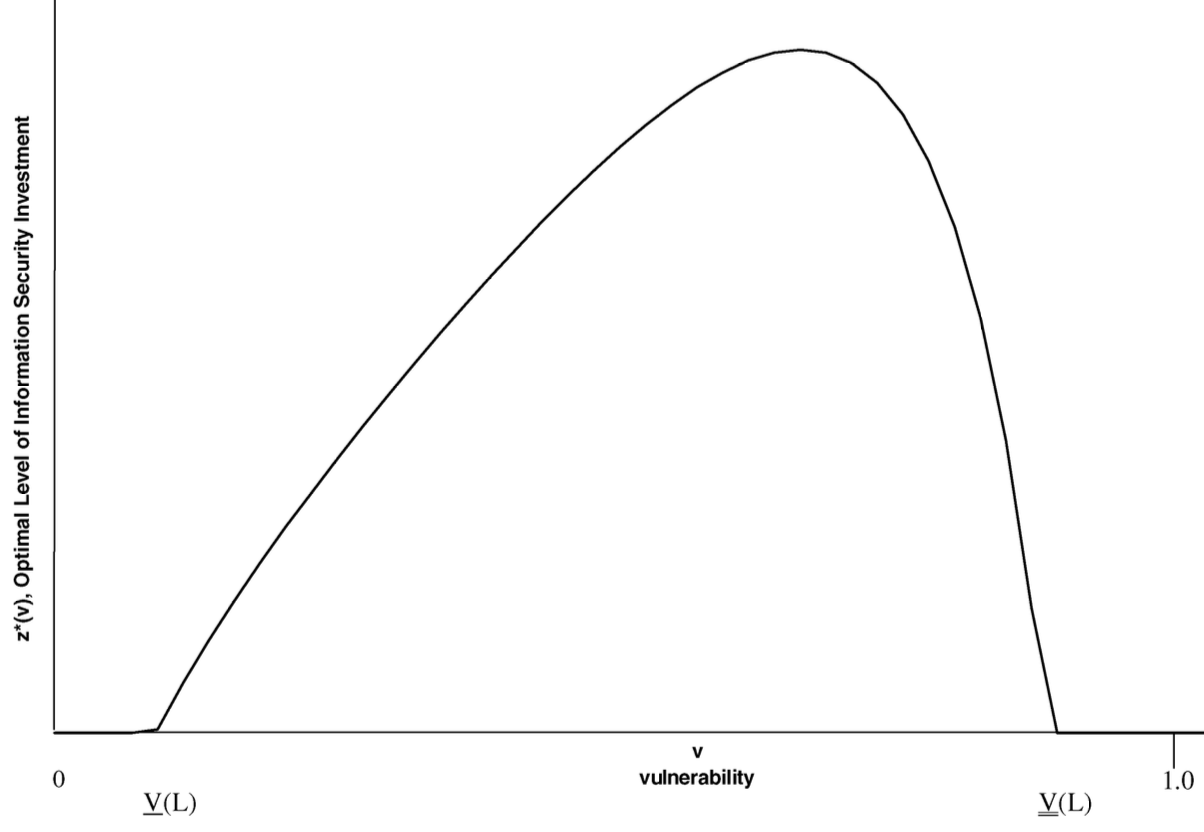 z*(v), Optimal Level of Information Security Investment
v
vulnerability
0
1.0
V(L)
V(L)